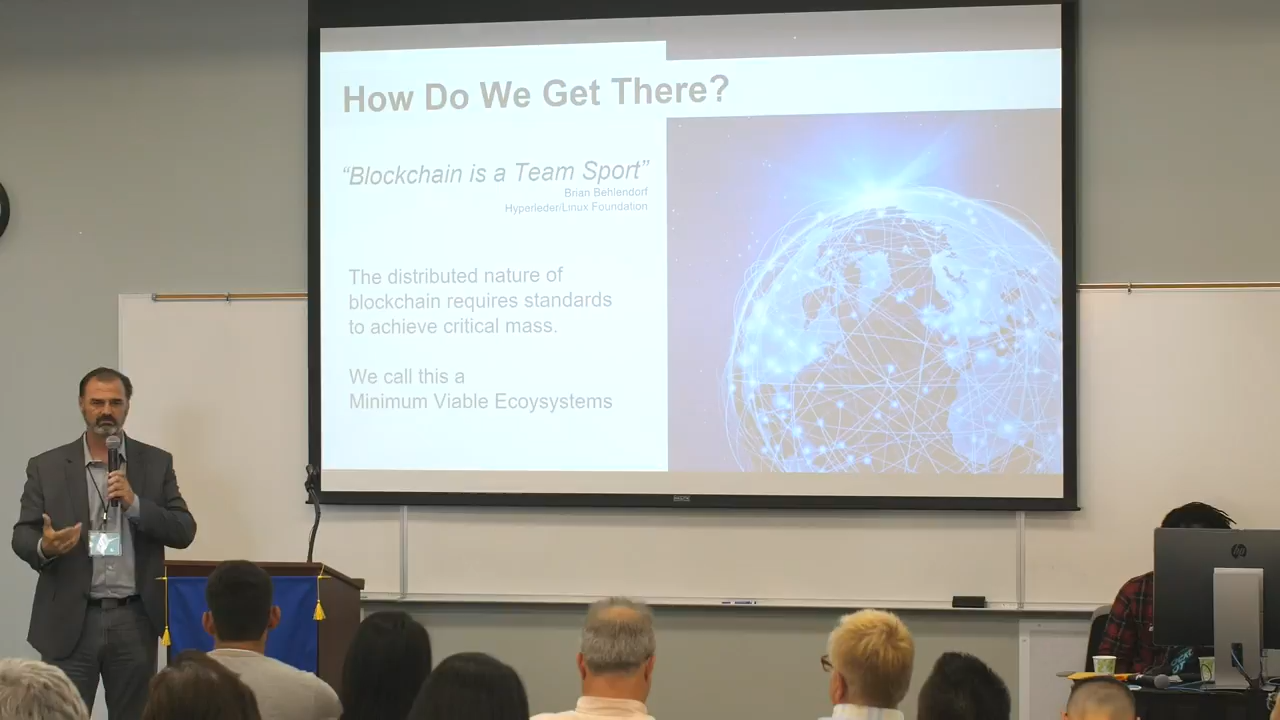 How Do We Get There?
“Blockchain is a Team Sport”
Brian Behlendorf
Hyperleder/Linux Foundation
The distributed nature of
blockchain requires standards
to achieve critical mass.
We call this a
Minimum Viable Ecoysystems
hp